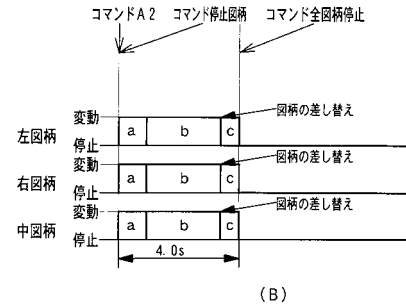 コマンドA2 コマンド停止図柄 コマンド全図柄停止
図柄の差し替え
変動
左図柄 a b c
停止
図柄の差し替え
変動
右図柄 a b c
停止
図柄の差し替え
変動
中図柄 a b c
停止
4.0s
(B)